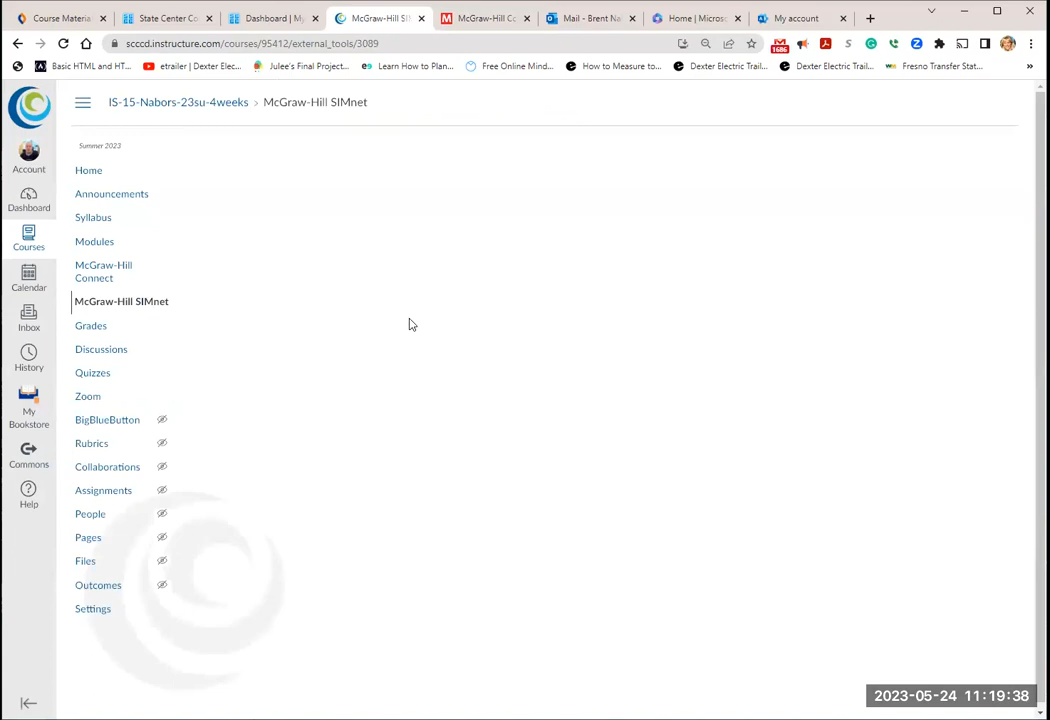 Course Materia
State Center Co
Dashboard | My
McGraw-Hill SI
McGraw-Hill Co
Mail - Brent Na
Home | Micros
My account
scccd.instructure.com/courses/95412/external_tools/3089
1686
Basic HTML and HT...
etrailer | Dexter Elec...
Julee's Final Project...
Learn How to Plan...
Free Online Mind...
How to Measure to...
Dexter Electric Trail...
Dexter Electric Trail...
Fresno Transfer Stat...
IS-15-Nabors-23su-4weeks › McGraw-Hill SIMnet
Account
Dashboard
Courses
Calendar
Inbox
History
My
Bookstore
Commons
Help
Summer 2023
Home
Announcements
Syllabus
Modules
McGraw-Hill
Connect
McGraw-Hill SIMnet
Grades
Discussions
Quizzes
Zoom
BigBlueButton
Rubrics
Collaborations
Assignments
People
Pages
Files
Outcomes
Settings
2023-05-24 11:19:38